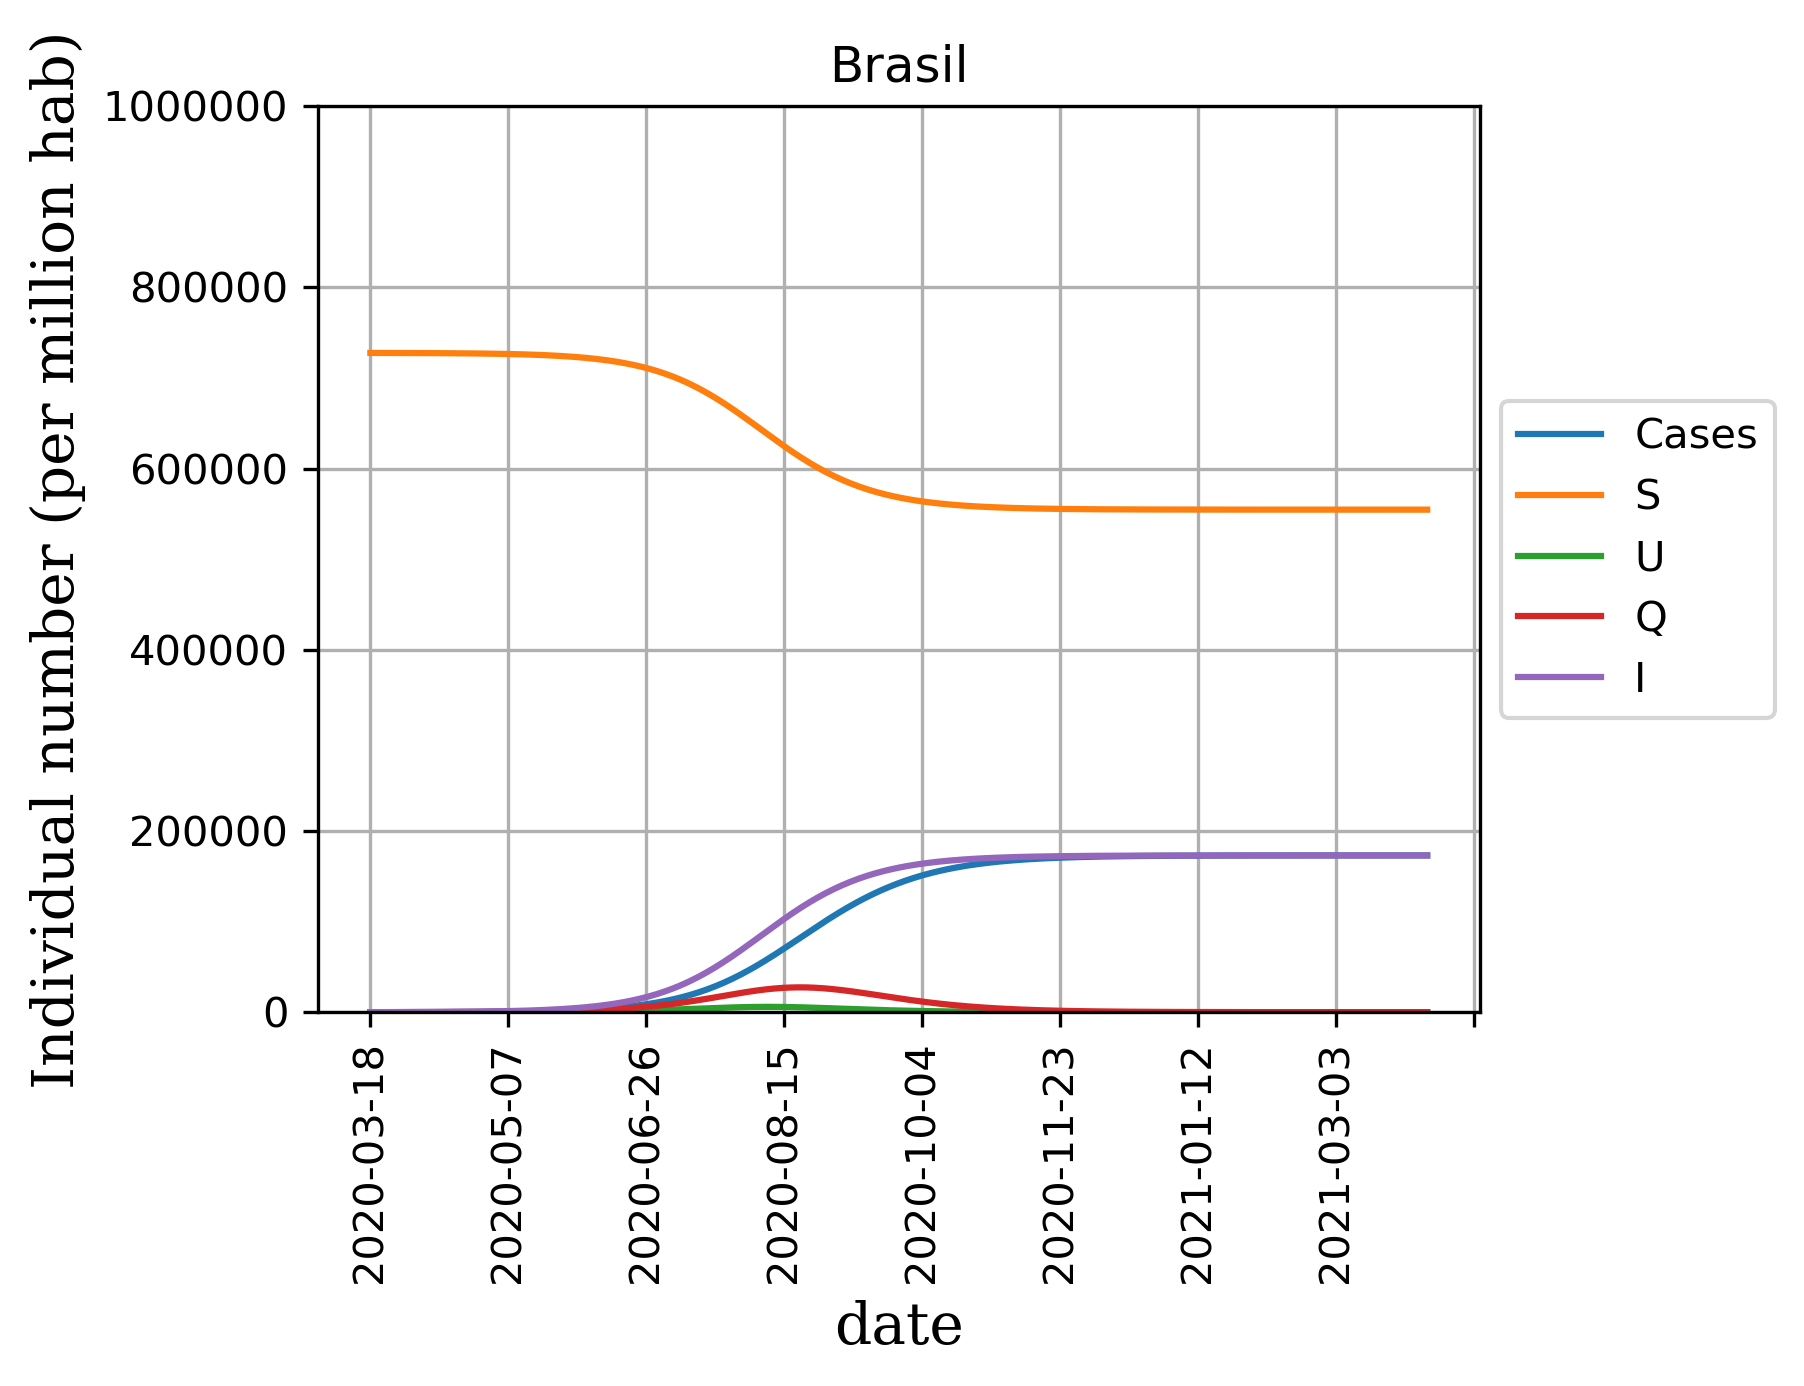 Brasil
Individual number (per million hab)
1000000
800000
600000
400000
200000
0
2020-03-18
2020-05-07
2020-06-26
2020-08-15
2020-10-04
2020-11-23
2021-01-12
2021-03-03
date
Cases
S
U
Q
I